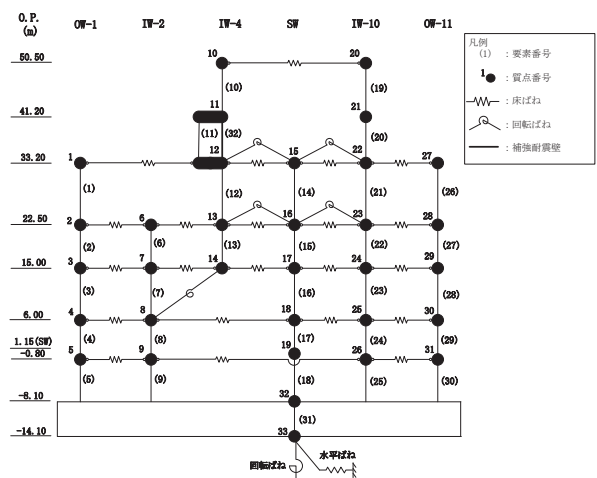 O.P.
(m)
OW-1 IW-2 IW-4 SW IW-10 OW-11
凡例
(1) : 要素番号
1 : 質点番号
: 床ばね
: 回転ばね
: 補強耐震壁
50.50 10 20
(10) (19)
41.20 11 21
(11) (32) (20)
33.20 1 12 15 22 27
(1) (12) (14) (21) (26)
22.50 2 6 13 16 23 28
(2) (6) (13) (15) (22) (27)
15.00 3 7 14 17 24 29
(3) (7) (16) (23) (28)
6.00 4 8 18 25 30
(4) (8) (17) (24) (29)
1.15(SW) 19
-0.80 5 9 26 31
(5) (9) (18) (25) (30)
-8.10 32
(31)
-14.10 33
水平ばね
回転ばね